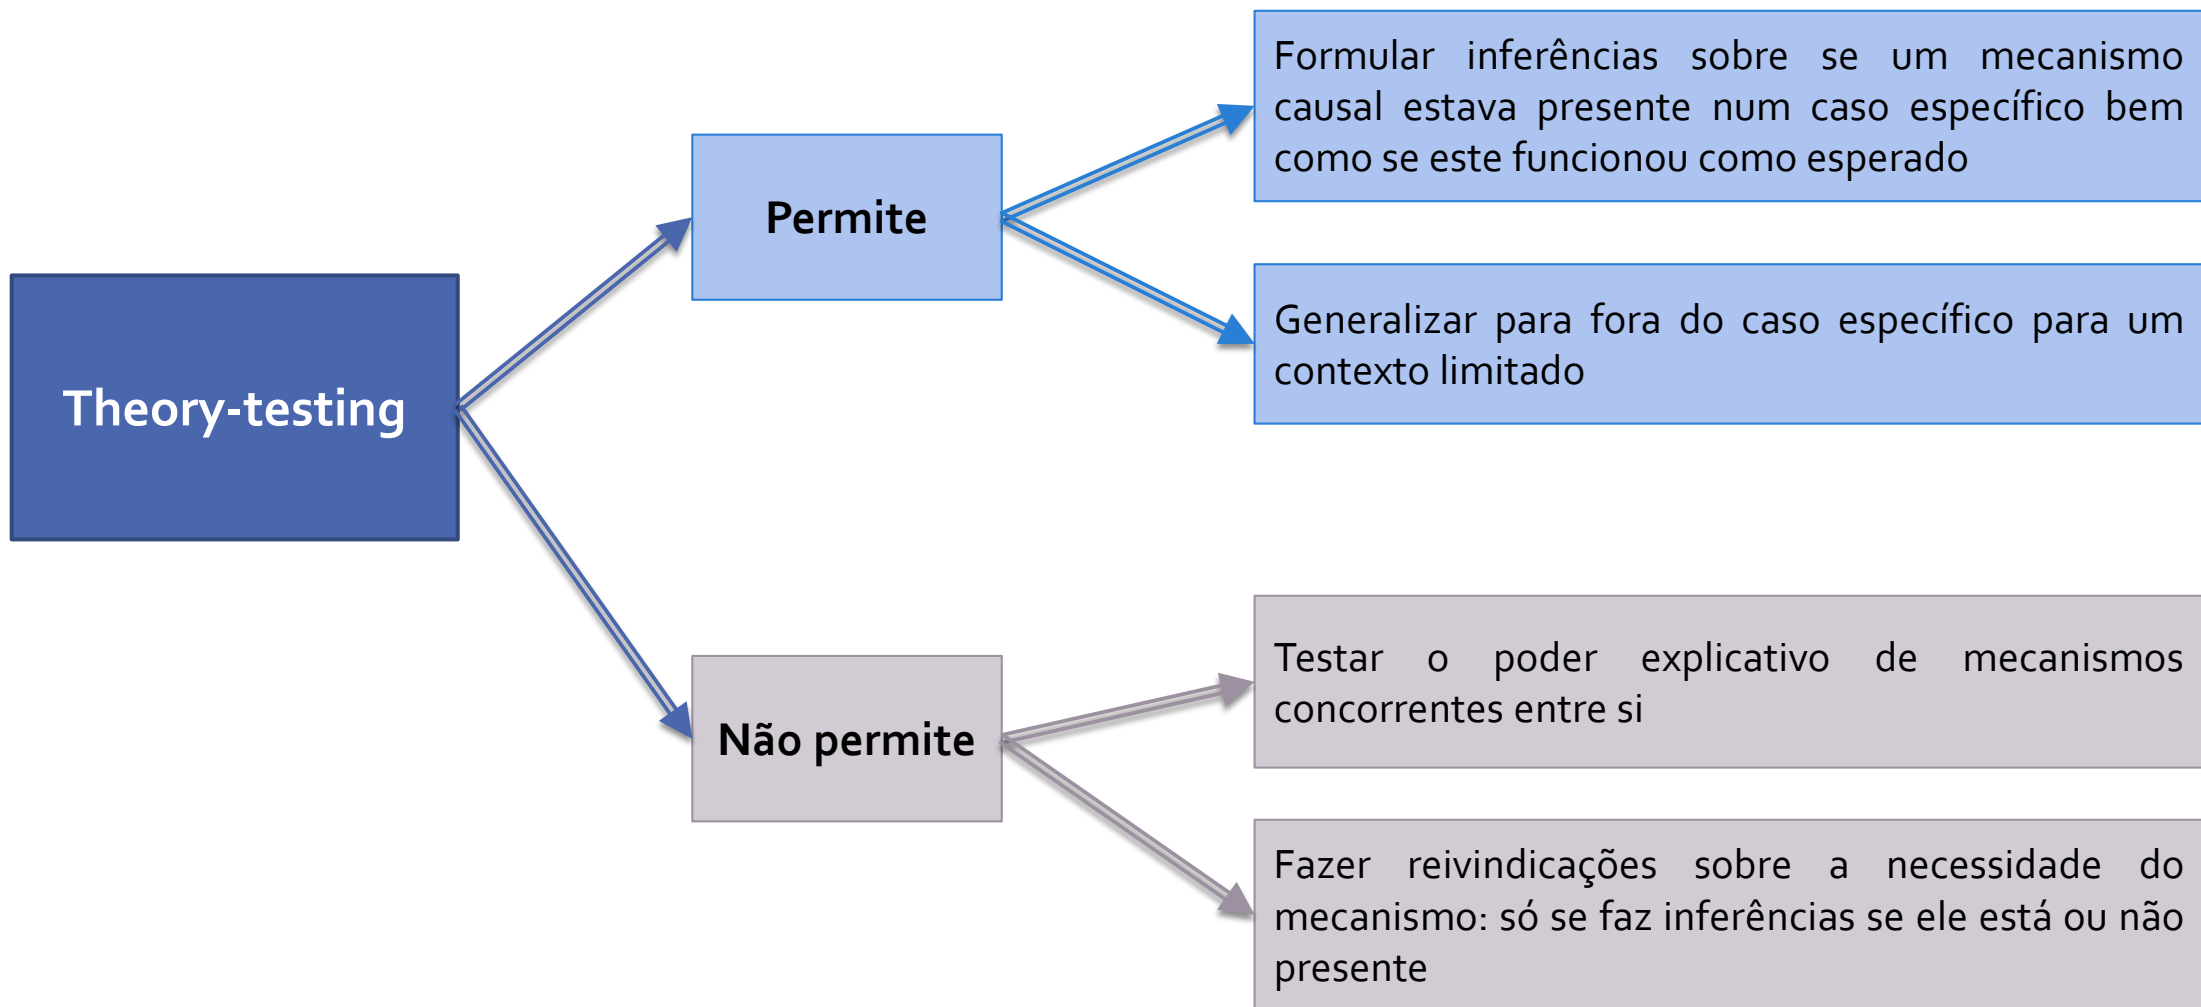 Formular inferências sobre se um mecanismo
causal estava presente num caso específico bem
como se este funcionou como esperado
Permite
Generalizar para fora do caso específico para um
contexto limitado
Theory-testing
Testar o poder explicativo de mecanismos
concorrentes entre si
Não permite
Fazer reivindicações sobre a necessidade do
mecanismo: só se faz inferências se ele está ou não
presente